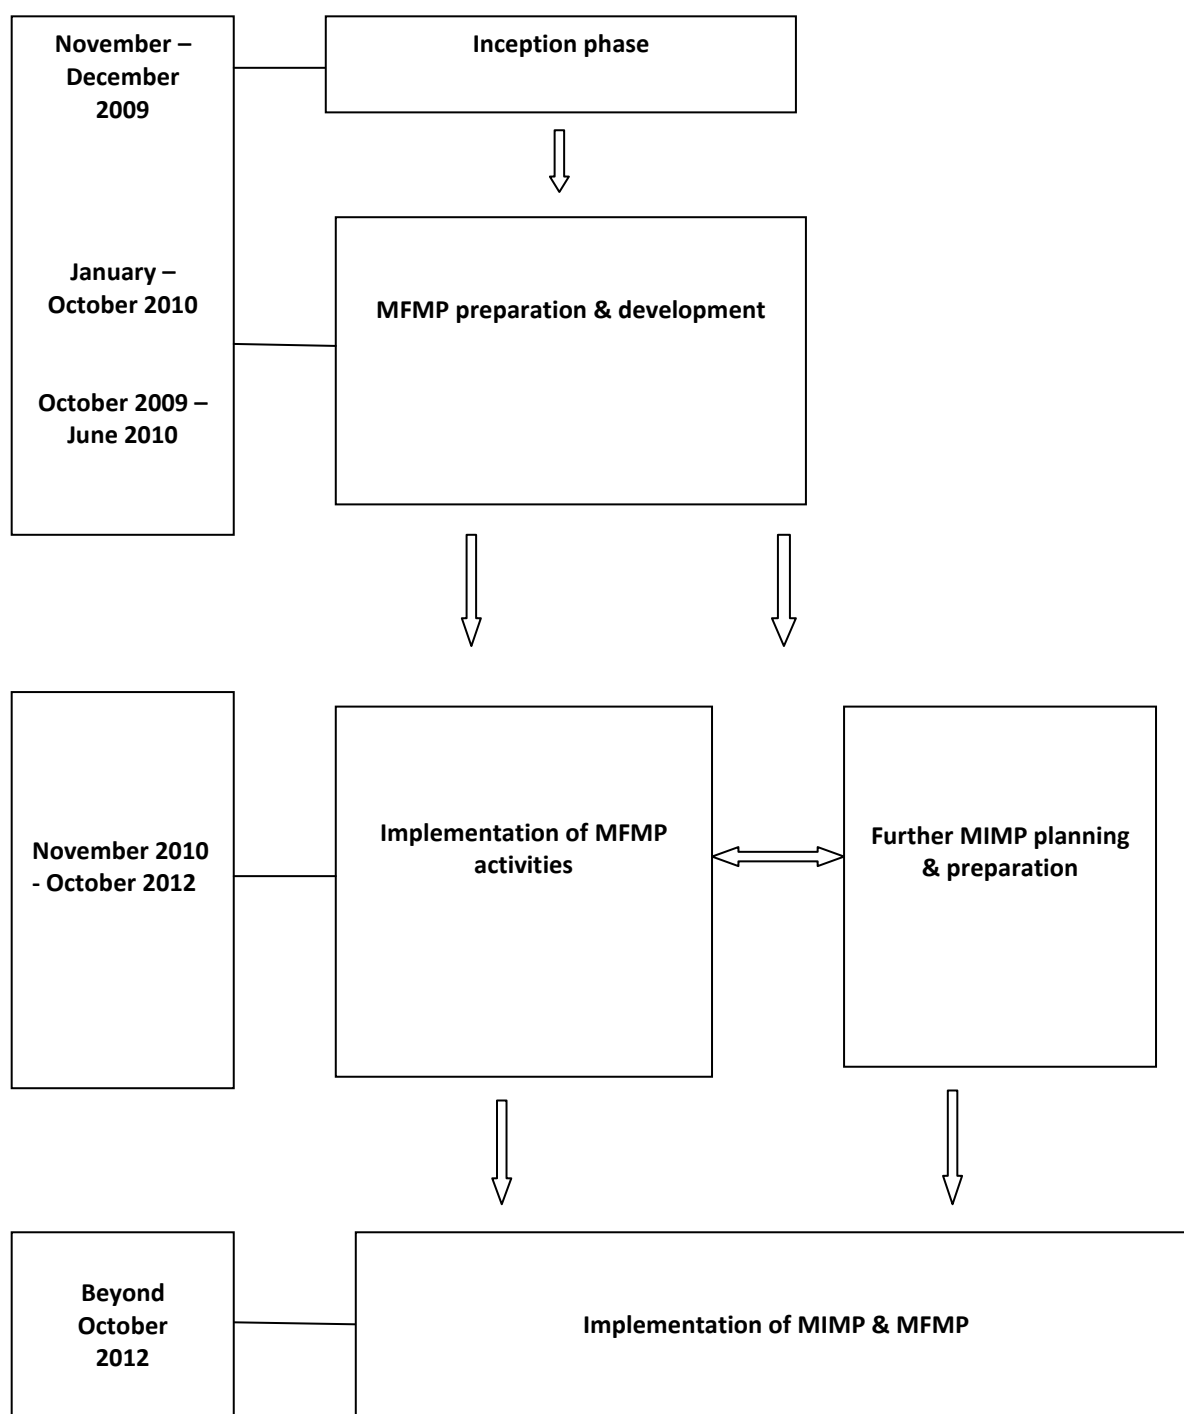 November –
December
2009
Inception phase
January –
October 2010
MFMP preparation & development
October 2009 –
June 2010
November 2010
- October 2012
Implementation of MFMP
activities
Further MIMP planning
& preparation
Beyond
October
2012
Implementation of MIMP & MFMP